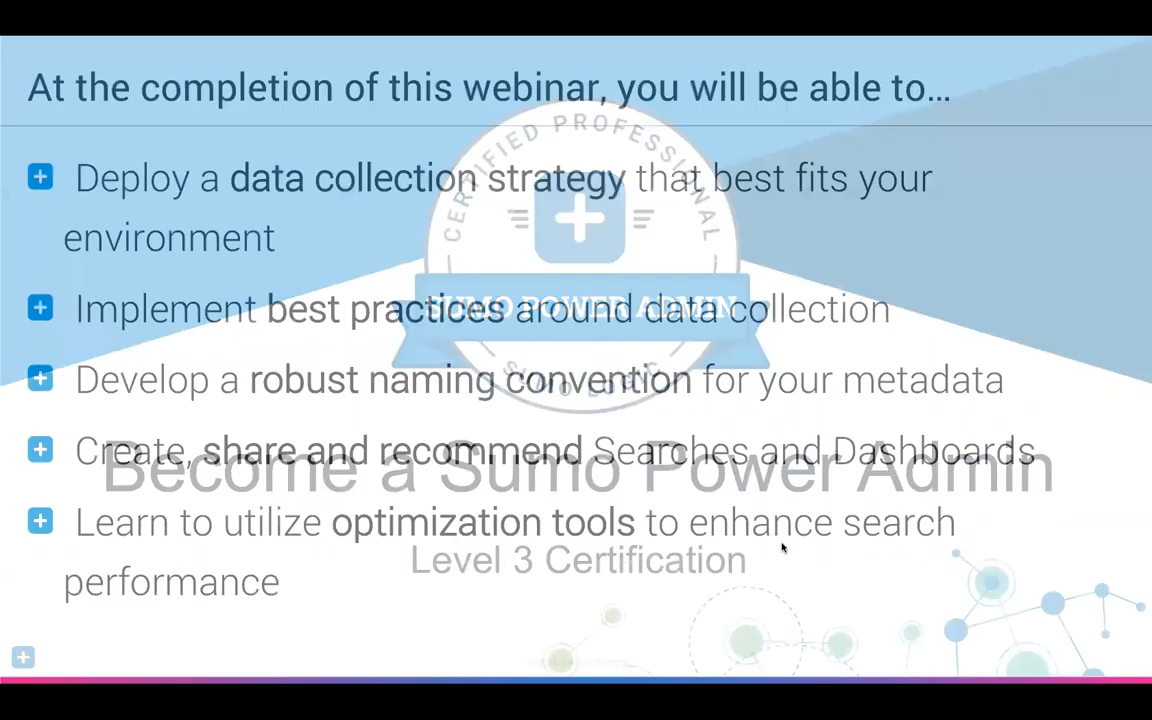 At the completion of this webinar, you will be able to...
CERTIFIED PROFESSIONAL
Deploy a data collection strategy that best fits your
environment
SUMO POWER ADMIN
Implement best practices around data collection
SUMO LOGIC
Develop a robust naming convention for your metadata
Create, share and recommend Searches and Dashboards
Become a Sumo Power Admin
Learn to utilize optimization tools to enhance search
Level 3 Certification
performance